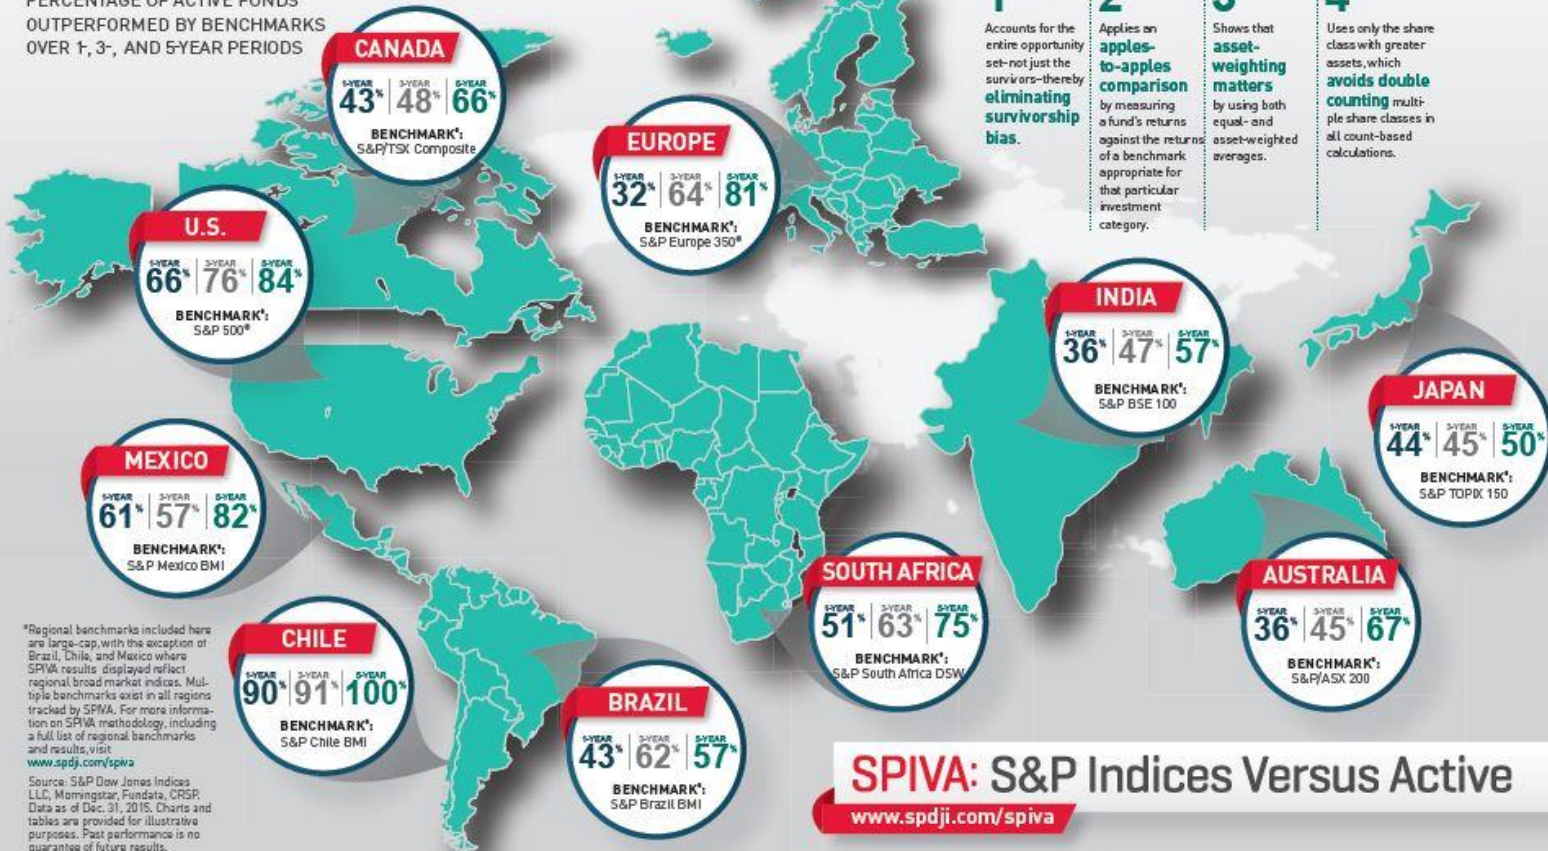 PERCENTAGE OF ACTIVE FUNDS
OUTPERFORMED BY BENCHMARKS
OVER 1-, 3-, AND 5-YEAR PERIODS
1
Accounts for the
entire opportunity
set-not just the
survivors-thereby
eliminating
survivorship
bias.
2
Applies an
apples-
to-apples
comparison
by measuring
a fund's returns
against the returns
of a benchmark
appropriate for
that particular
investment
category.
3
Shows that
asset-
weighting
matters
by using both
equal- and
asset-weighted
averages.
4
Uses only the share
class with greater
assets, which
avoids double
counting multi-
ple share classes in
all count-based
calculations.
CANADA
1-YEAR 3-YEAR 5-YEAR
43% 48% 66%
BENCHMARK*:
S&P/TSX Composite
EUROPE
1-YEAR 3-YEAR 5-YEAR
32% 64% 81%
BENCHMARK*:
S&P Europe 350®
U.S.
1-YEAR 3-YEAR 5-YEAR
66% 76% 84%
BENCHMARK*:
S&P 500®
INDIA
1-YEAR 3-YEAR 5-YEAR
36% 47% 57%
BENCHMARK*:
S&P BSE 100
JAPAN
1-YEAR 3-YEAR 5-YEAR
44% 45% 50%
BENCHMARK*:
S&P TOPIX 150
MEXICO
1-YEAR 3-YEAR 5-YEAR
61% 57% 82%
BENCHMARK*:
S&P Mexico BMI
SOUTH AFRICA
1-YEAR 3-YEAR 5-YEAR
51% 63% 75%
BENCHMARK*:
S&P South Africa DSW
AUSTRALIA
1-YEAR 3-YEAR 5-YEAR
36% 45% 67%
BENCHMARK*:
S&P/ASX 200
CHILE
1-YEAR 3-YEAR 5-YEAR
90% 91% 100%
BENCHMARK*:
S&P Chile BMI
BRAZIL
1-YEAR 3-YEAR 5-YEAR
43% 62% 57%
BENCHMARK*:
S&P Brazil BMI
*Regional benchmarks included here
are large-cap, with the exception of
Brazil, Chile, and Mexico where
SPIVA results displayed reflect
regional broad market indices. Mul-
tiple benchmarks exist in all regions
tracked by SPIVA. For more informa-
tion on SPIVA methodology, including
a full list of regional benchmarks
and results, visit
www.spdji.com/spiva
Source: S&P Dow Jones Indices
LLC, Morningstar, Fundata, CRSP.
Data as of Dec. 31, 2015. Charts and
tables are provided for illustrative
purposes. Past performance is no
guarantee of future results.
SPIVA: S&P Indices Versus Active
www.spdji.com/spiva